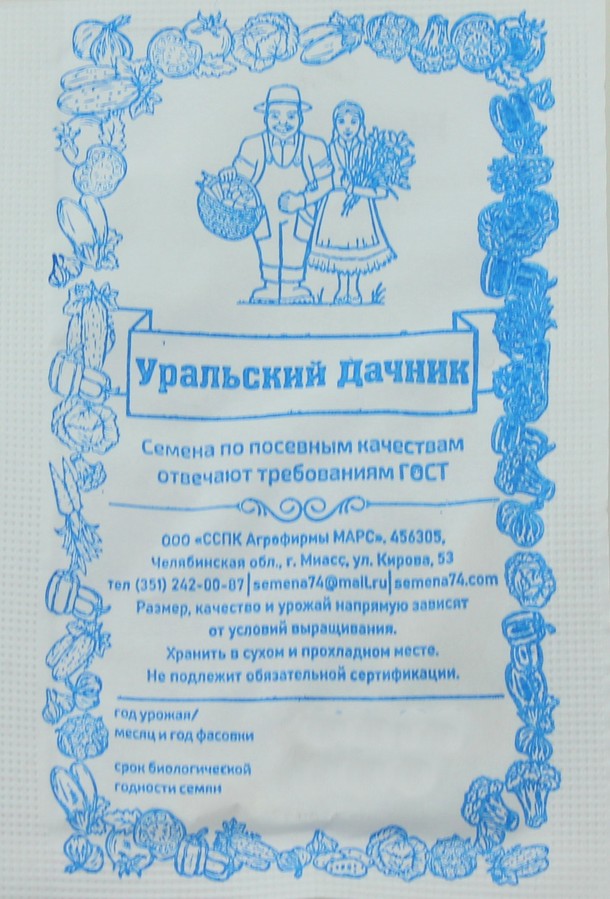 Уральский Дачник
Семена по посевным качествам
отвечают требованиям ГОСТ
ООО «ССПК Агрофирмы МАРС», 456305,
Челябинская обл., г. Миасс, ул. Кирова, 53
тел (351) 242-00-87|semena74@mail.ru|semena74.com
Размер, качество и урожай напрямую зависят
от условий выращивания.
Хранить в сухом и прохладном месте.
Не подлежит обязательной сертификации.
год урожая/
месяц и год фасовки
срок биологической
годности семян